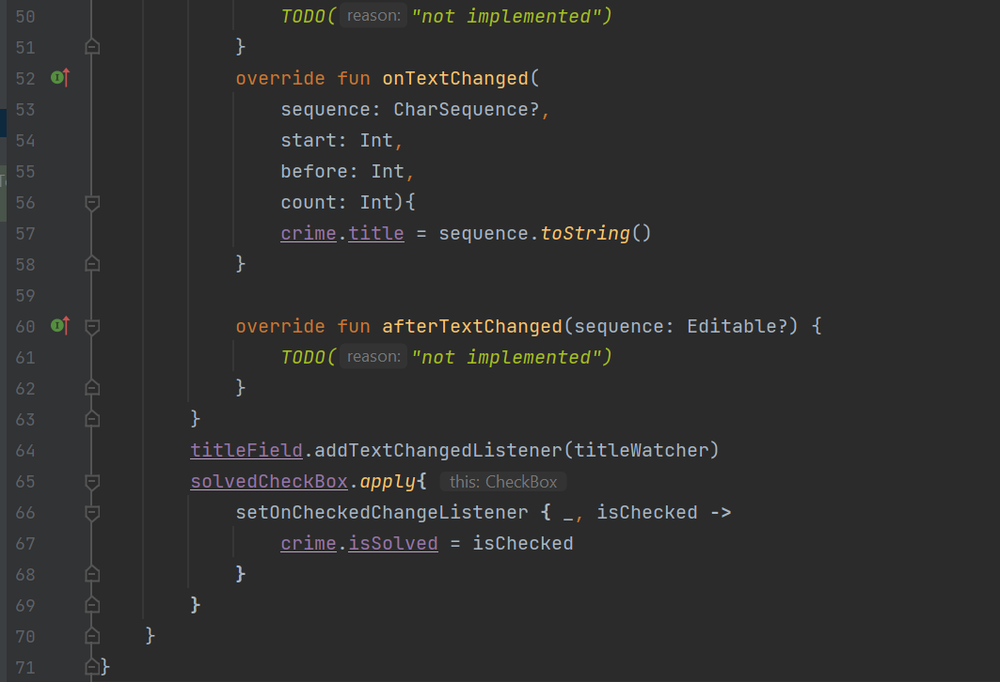 50 TODO( reason: "not implemented")
51 }
52 override fun onTextChanged(
53 sequence: CharSequence?,
54 start: Int,
55 before: Int,
56 count: Int){
57 crime.title = sequence.toString()
58 }
59
60 override fun afterTextChanged(sequence: Editable?) {
61 TODO( reason: "not implemented")
62 }
63 }
64 titleField.addTextChangedListener(titleWatcher)
65 solvedCheckBox.apply{ this: CheckBox
66 setOnCheckedChangeListener { _, isChecked ->
67 crime.isSolved = isChecked
68 }
69 }
70 }
71 }